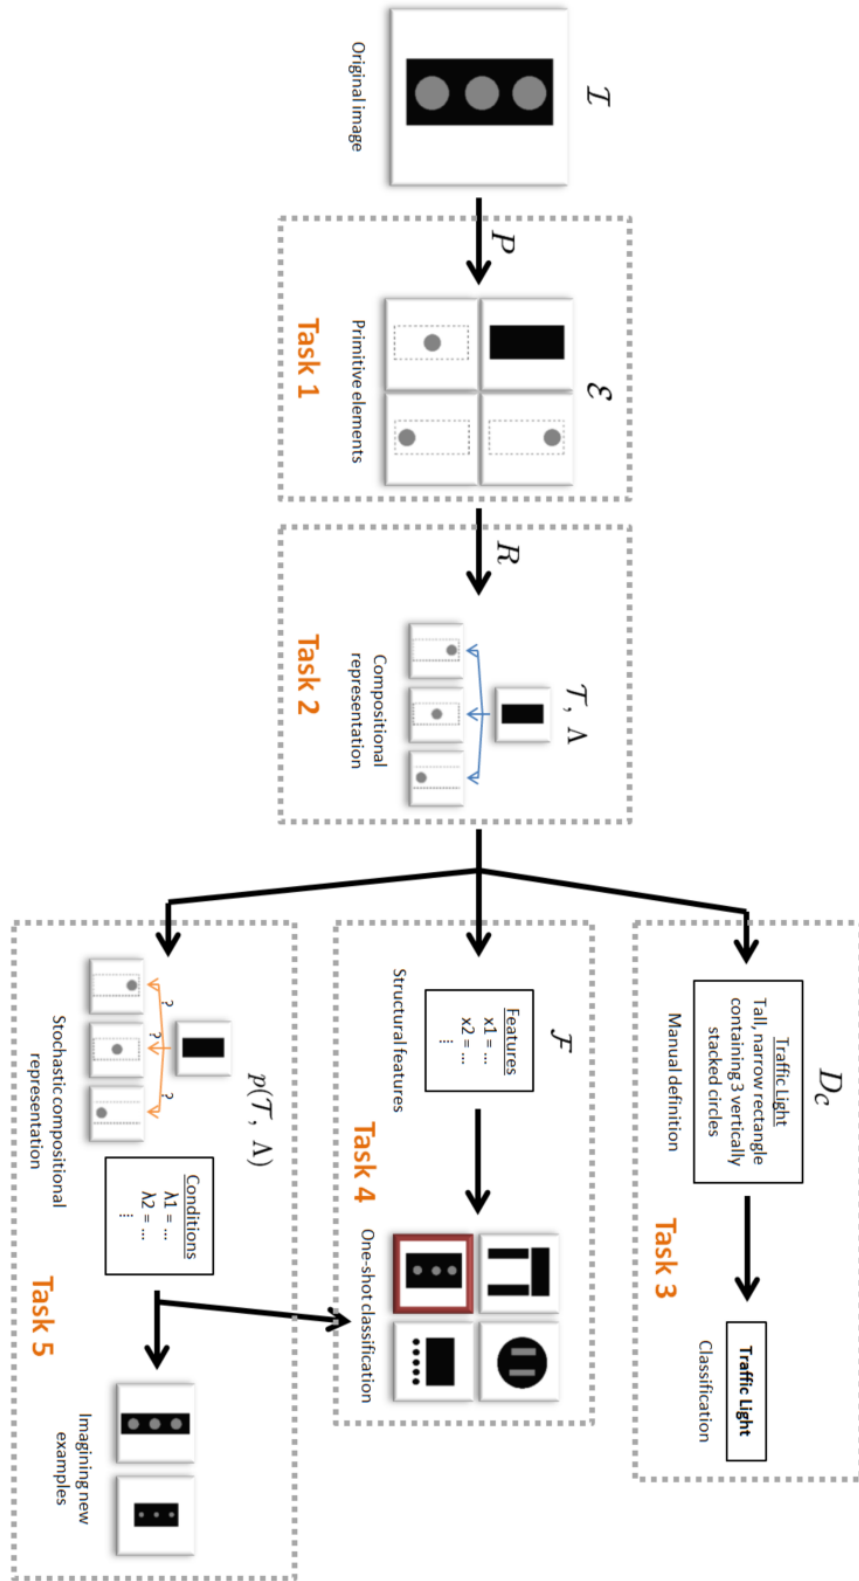 𝓘
Original image
P
ℰ
Primitive elements
Task 1
R
𝒯, Λ
Compositional
representation
Task 2
D_C
Traffic Light
Tall, narrow rectangle
containing 3 vertically
stacked circles
Manual definition
Traffic Light
Classification
Task 3
ℱ
Features
x1 = ...
x2 = ...
⋮
Structural features
One-shot classification
Task 4
p(𝒯, Λ)
? ? ?
Stochastic compositional
representation
Conditions
λ1 = ...
λ2 = ...
⋮
Imagining new
examples
Task 5